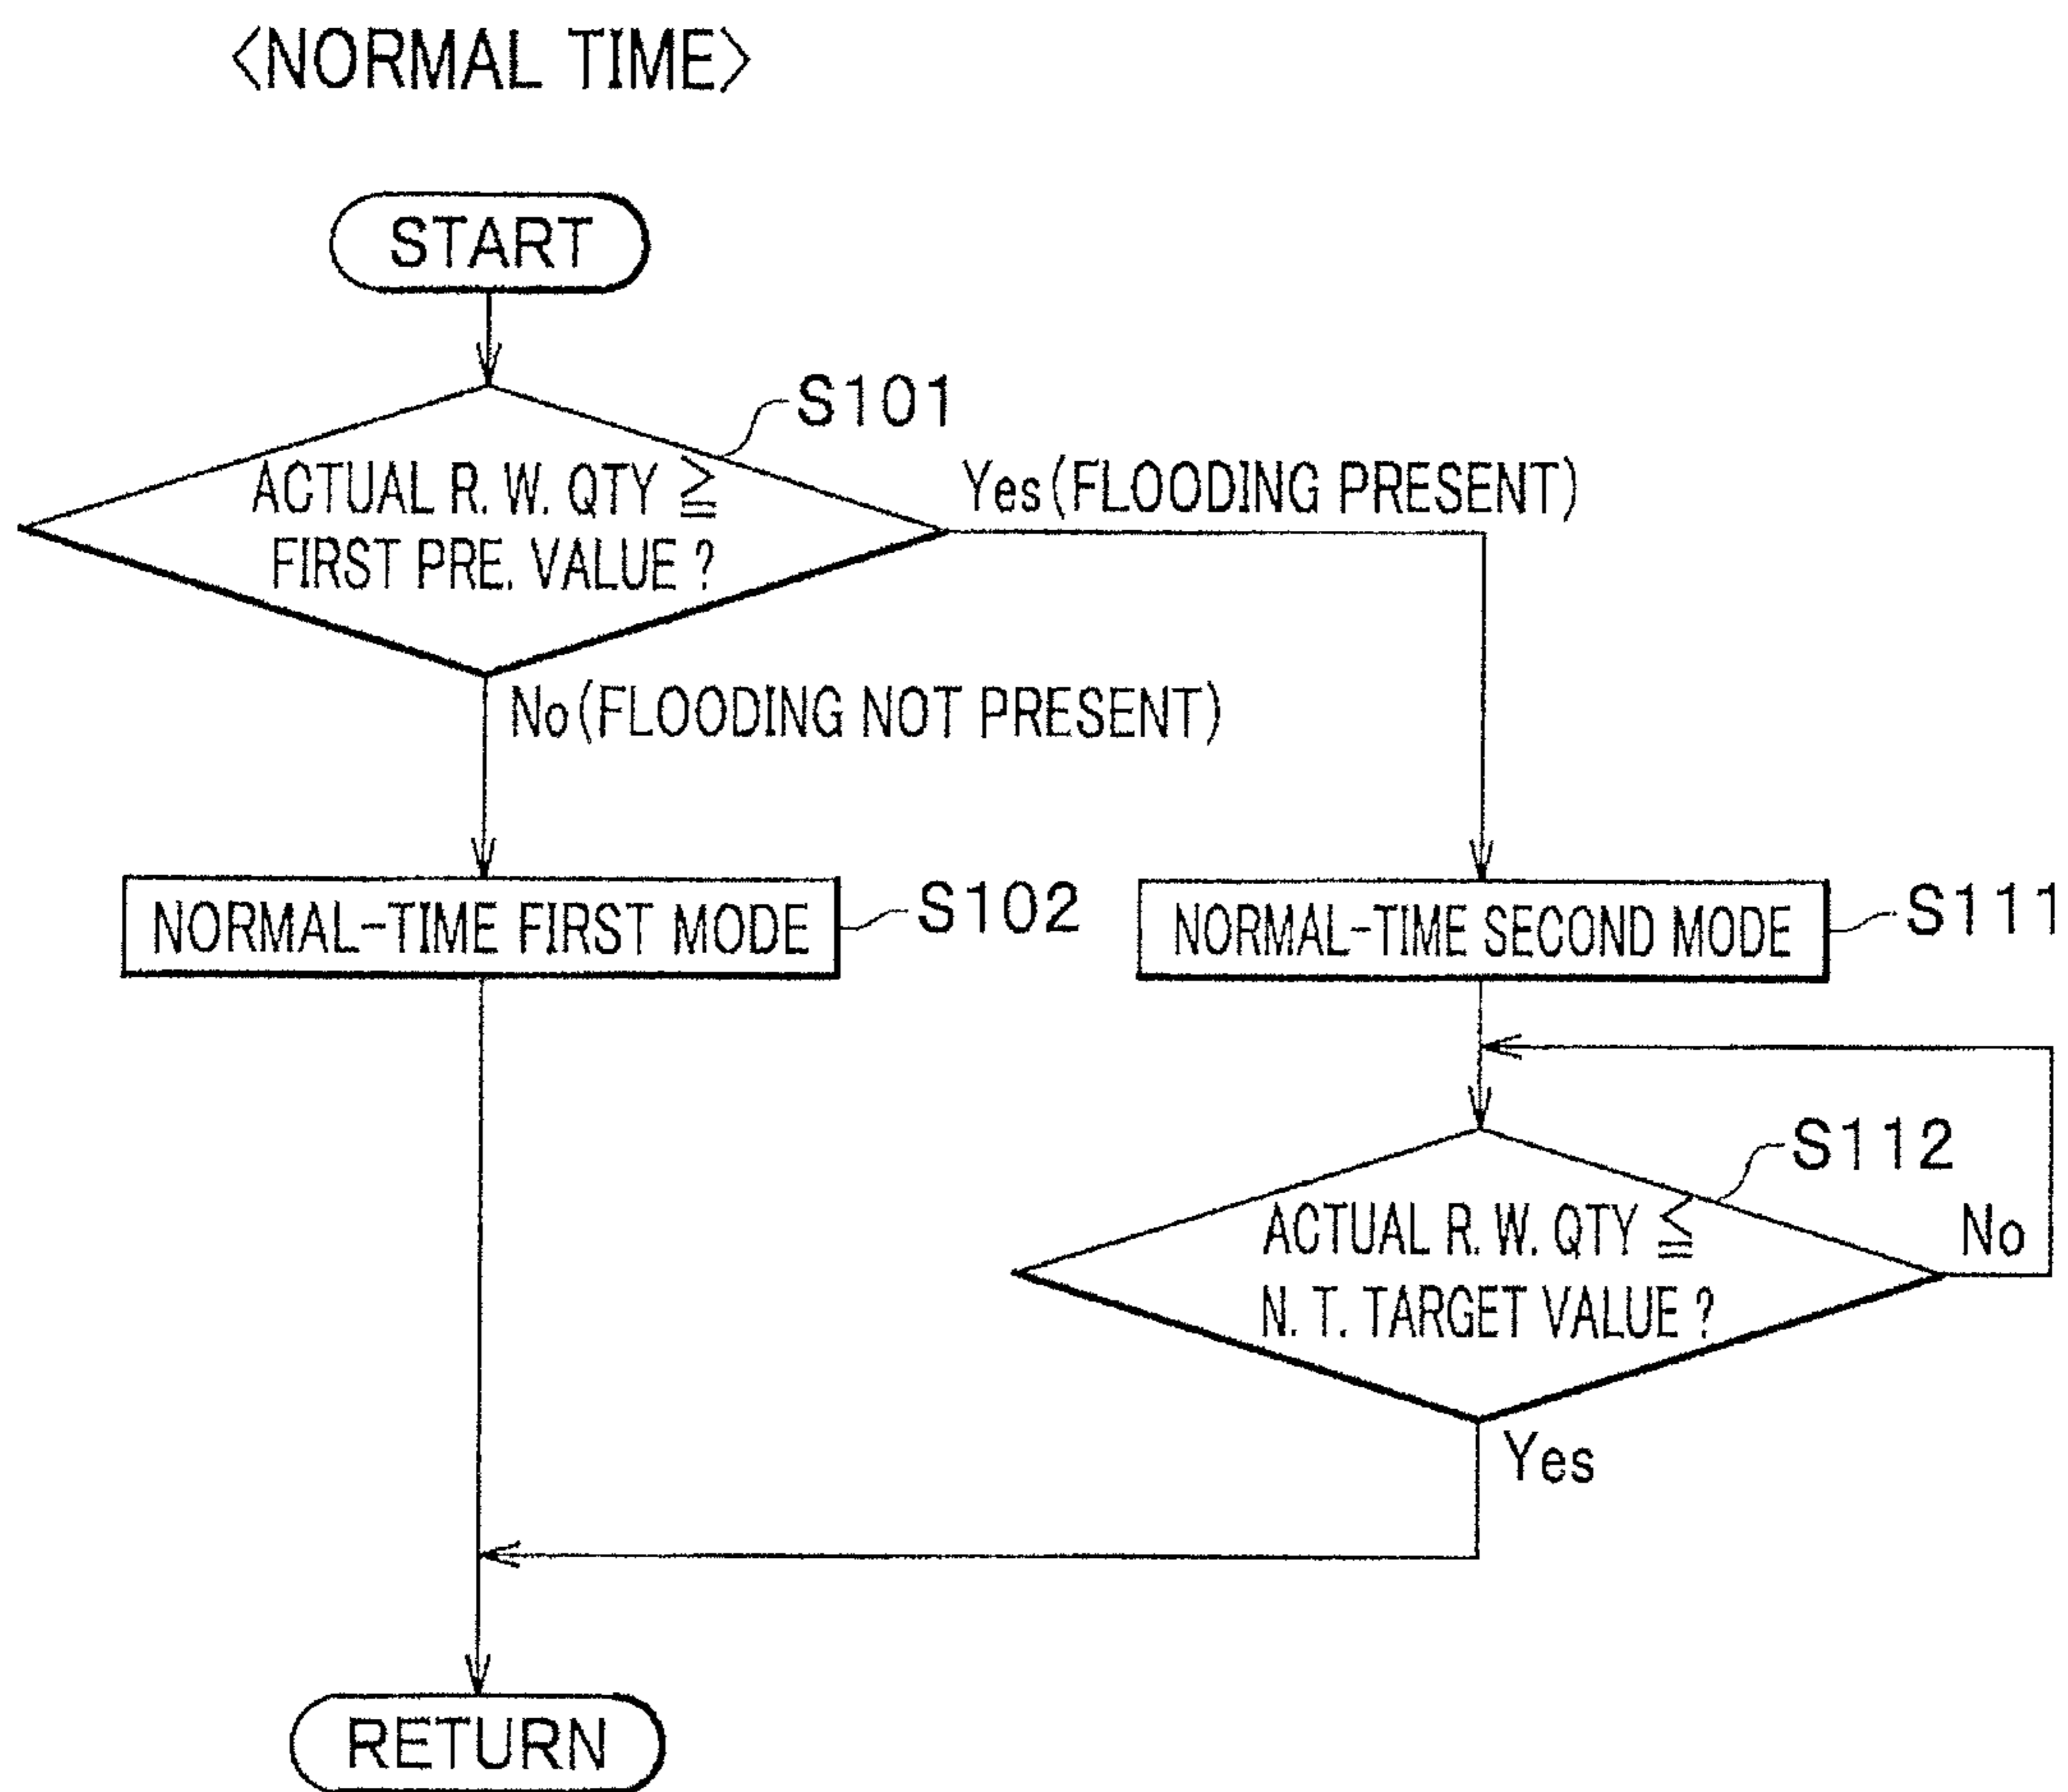 <NORMAL TIME>
START
S101
ACTUAL R. W. QTY ≧
FIRST PRE. VALUE ?
Yes (FLOODING PRESENT)
No (FLOODING NOT PRESENT)
NORMAL-TIME FIRST MODE
S102
NORMAL-TIME SECOND MODE
S111
S112
ACTUAL R. W. QTY ≦
N. T. TARGET VALUE ?
No
Yes
RETURN